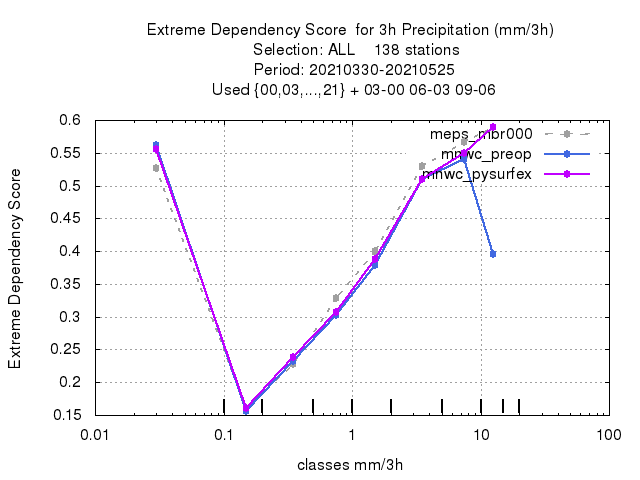 Extreme Dependency Score  for 3h Precipitation (mm/3h)
Selection: ALL    138 stations
Period: 20210330-20210525
Used {00,03,...,21} + 03-00 06-03 09-06
meps_mbr000
mnwc_preop
mnwc_pysurfex
Extreme Dependency Score
0.6
0.55
0.5
0.45
0.4
0.35
0.3
0.25
0.2
0.15
0.01
0.1
1
10
100
classes mm/3h